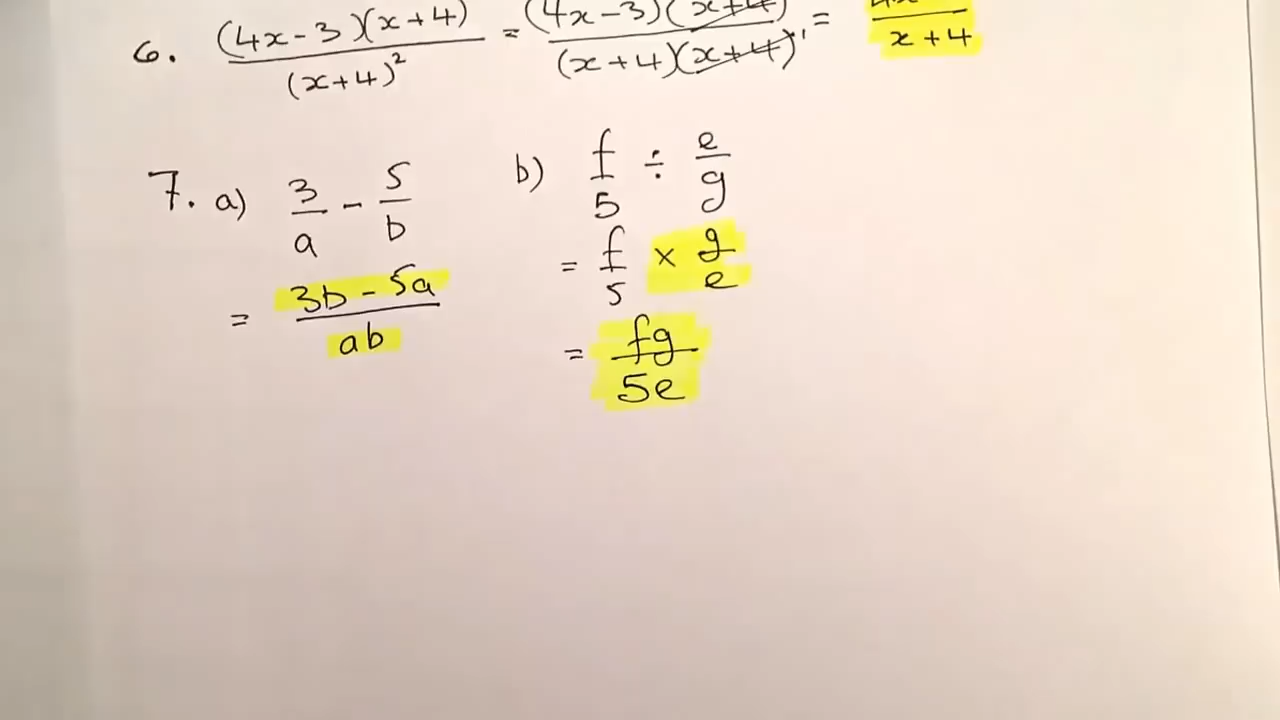 6. (4x-3)(x+4)/(x+4)² = (4x-3)(x+4)/(x+4)(x+4) = /x+4
7. a) 3/a - 5/b
= 3b-5a/ab
b) f/5 ÷ e/g
= f/5 × g/e
= fg/5e